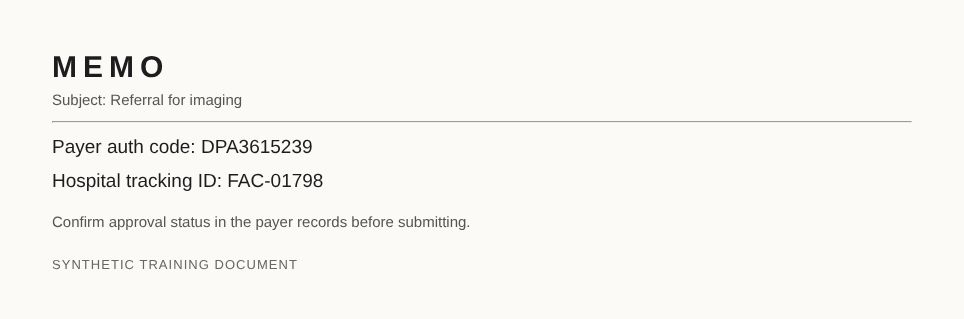 MEMO
Subject: Referral for imaging
Payer auth code: DPA3615239
Hospital tracking ID: FAC-01798
Confirm approval status in the payer records before submitting.
SYNTHETIC TRAINING DOCUMENT